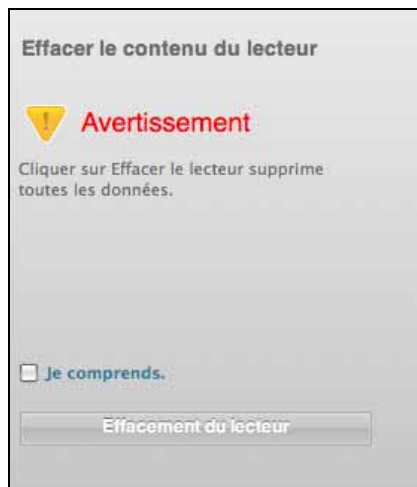 Effacer le contenu du lecteur
Avertissement
Cliquer sur Effacer le lecteur supprime
toutes les données.
Je comprends.
Effacement du lecteur